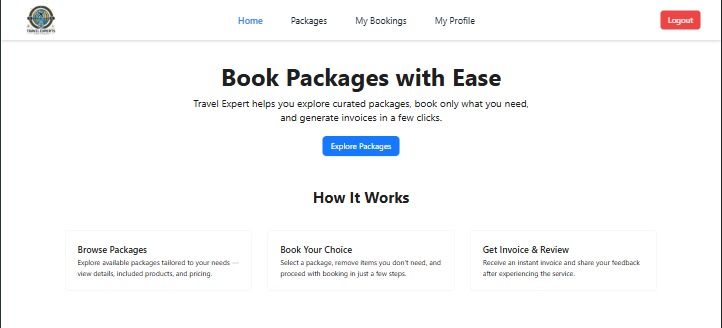 TRAVEL EXPERTS
Home Packages My Bookings My Profile Logout
Book Packages with Ease
Travel Expert helps you explore curated packages, book only what you need,
and generate invoices in a few clicks.
Explore Packages
How It Works
Browse Packages
Explore available packages tailored to your needs —
view details, included products, and pricing.
Book Your Choice
Select a package, remove items you don't need, and
proceed with booking in just a few steps.
Get Invoice & Review
Receive an instant invoice and share your feedback
after experiencing the service.